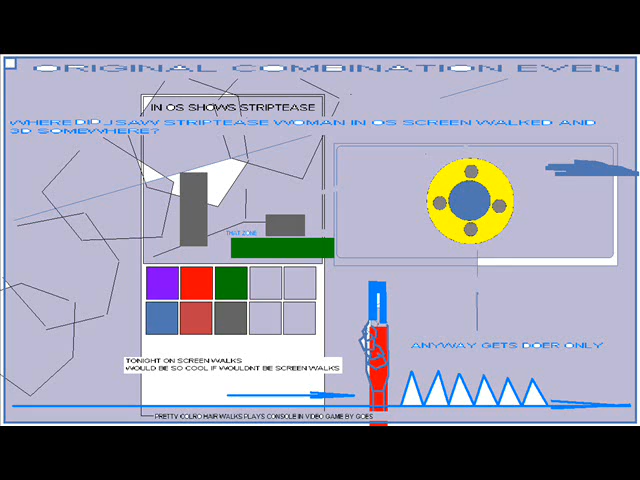 ORIGINAL COMBINATION EVEN
IN OS SHOWS STRIPTEASE
WHERE DID J SAW STRIPTEASE WOMAN IN OS SCREEN WALKED AND
3D SOMEWHERE?
THAT ZONE
ANYWAY GETS DOER ONLY
TONIGHT ON SCREEN WALKS
WOULD BE SO COOL IF WOULDNT BE SCREEN WALKS
PRETTY COLRO HAIR WALKS PLAYS CONSOLE IN VIDEO GAME BY GOES